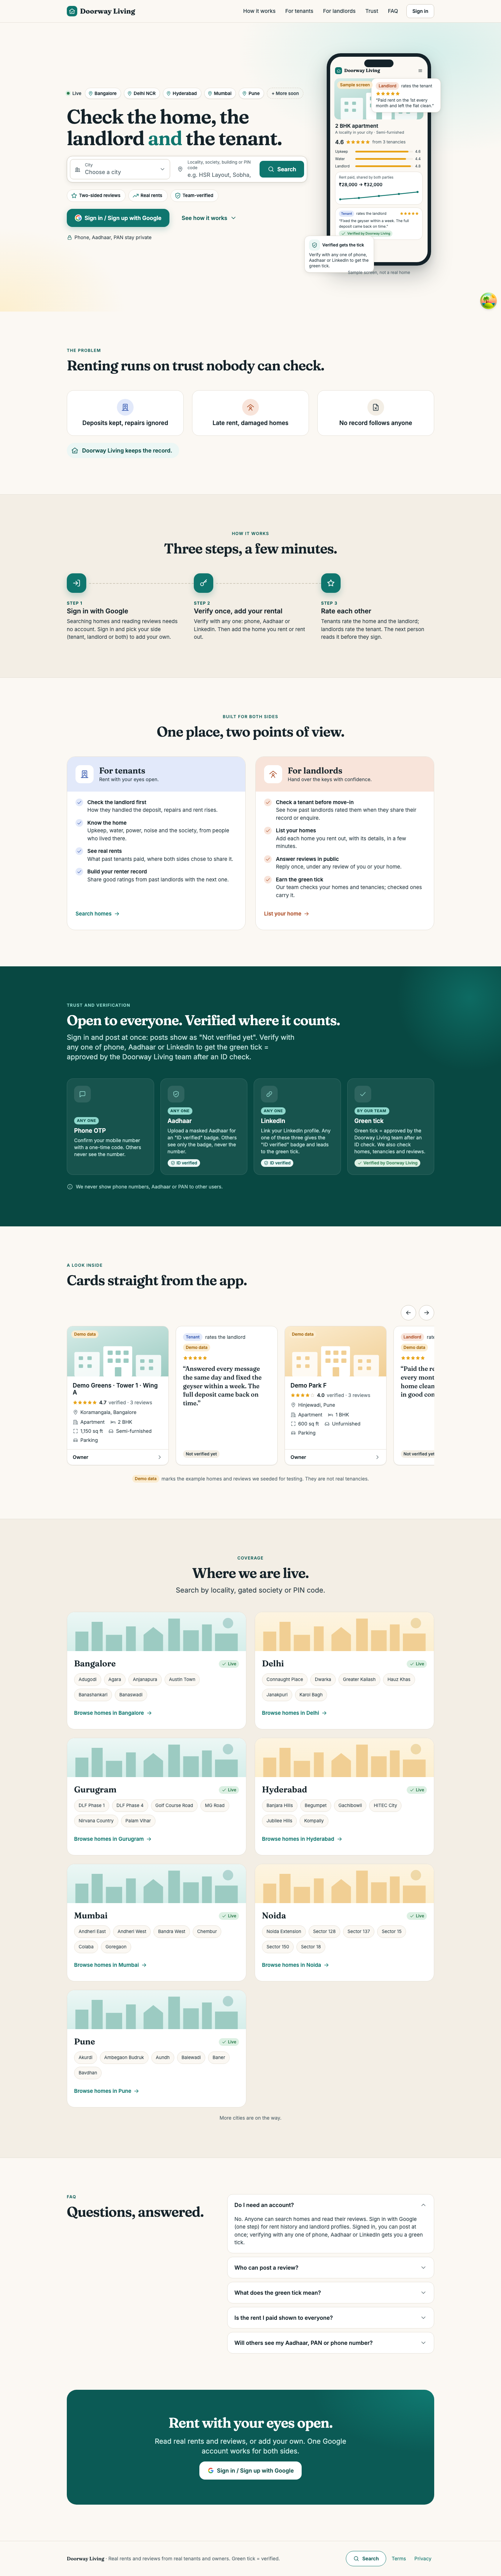 Doorway Living
How it works
For tenants
For landlords
Trust
FAQ
Sign in
Live
Bangalore
Delhi NCR
Hyderabad
Mumbai
Pune
+ More soon
Check the home, the
landlord and the tenant.
City
Choose a city
Locality, society, building or PIN
code
e.g. HSR Layout, Sobha,
Search
Two-sided reviews
Real rents
Team-verified
Sign in / Sign up with Google
See how it works
Phone, Aadhaar, PAN stay private
Doorway Living
Sample screen
Landlord rates the tenant
"Paid rent on the 1st every
month and left the flat clean."
2 BHK apartment
A locality in your city · Semi-furnished
4.6 from 3 tenancies
Upkeep 4.5
Water 4.4
Landlord 4.8
Rent paid, shared by both parties
₹28,000 → ₹32,000
Tenant rates the landlord
"Fixed the geyser in a day. The full
deposit came back on time."
Verified by Doorway Living
Verified gets the tick
Verify with any one of phone,
Aadhaar or LinkedIn to get the
green tick.
Sample screen, not a real home
THE PROBLEM
Renting runs on trust nobody can check.
Deposits kept, repairs ignored
Late rent, damaged homes
No record follows anyone
Doorway Living keeps the record.
HOW IT WORKS
Three steps, a few minutes.
STEP 1
Sign in with Google
Searching homes and reading reviews needs
no account. Sign in and pick your side
(tenant, landlord or both) to add your own.
STEP 2
Verify once, add your rental
Verify with any one: phone, Aadhaar or
LinkedIn. Then add the home you rent or rent
out.
STEP 3
Rate each other
Tenants rate the home and the landlord;
landlords rate the tenant. The next person
reads it before they sign.
BUILT FOR BOTH SIDES
One place, two points of view.
For tenants
Rent with your eyes open.
Check the landlord first
How they handled the deposit, repairs and rent rises.
Know the home
Upkeep, water, power, noise and the society, from people
who lived there.
See real rents
What past tenants paid, where both sides chose to share it.
Build your renter record
Share good ratings from past landlords with the next one.
Search homes
For landlords
Hand over the keys with confidence.
Check a tenant before move-in
See how past landlords rated them when they share their
record or enquire.
List your homes
Add each home you rent out, with its details, in a few
minutes.
Answer reviews in public
Reply once, under any review of you or your home.
Earn the green tick
Our team checks your homes and tenancies; checked ones
carry it.
List your home
TRUST AND VERIFICATION
Open to everyone. Verified where it counts.
Sign in and post at once: posts show as "Not verified yet". Verify with
any one of phone, Aadhaar or LinkedIn to get the green tick =
approved by the Doorway Living team after an ID check.
ANY ONE
Phone OTP
Confirm your mobile number
with a one-time code. Others
never see the number.
ANY ONE
Aadhaar
Upload a masked Aadhaar for
an "ID verified" badge. Others
see only the badge, never the
number.
ID verified
ANY ONE
LinkedIn
Link your LinkedIn profile. Any
one of these three gives the
"ID verified" badge and leads
to the green tick.
ID verified
BY OUR TEAM
Green tick
Green tick = approved by the
Doorway Living team after an
ID check. We also check
homes, tenancies and reviews.
Verified by Doorway Living
We never show phone numbers, Aadhaar or PAN to other users.
A LOOK INSIDE
Cards straight from the app.
Demo data
Demo Greens · Tower 1 · Wing
A
4.7 verified · 3 reviews
Koramangala, Bangalore
Apartment
2 BHK
1,150 sq ft
Semi-furnished
Parking
Owner
Tenant rates the landlord
Demo data
"Answered every message
the same day and fixed the
geyser within a week. The
full deposit came back on
time."
Not verified yet
Demo data
Demo Park F
4.0 verified · 3 reviews
Hinjewadi, Pune
Apartment
1 BHK
600 sq ft
Unfurnished
Parking
Owner
Landlord rate
Demo data
"Paid the re
every mont
home clean
in good con
Not verified yet
Demo data marks the example homes and reviews we seeded for testing. They are not real tenancies.
COVERAGE
Where we are live.
Search by locality, gated society or PIN code.
Bangalore
Live
Adugodi
Agara
Anjanapura
Austin Town
Banashankari
Banaswadi
Browse homes in Bangalore
Delhi
Live
Connaught Place
Dwarka
Greater Kailash
Hauz Khas
Janakpuri
Karol Bagh
Browse homes in Delhi
Gurugram
Live
DLF Phase 1
DLF Phase 4
Golf Course Road
MG Road
Nirvana Country
Palam Vihar
Browse homes in Gurugram
Hyderabad
Live
Banjara Hills
Begumpet
Gachibowli
HITEC City
Jubilee Hills
Kompally
Browse homes in Hyderabad
Mumbai
Live
Andheri East
Andheri West
Bandra West
Chembur
Colaba
Goregaon
Browse homes in Mumbai
Noida
Live
Noida Extension
Sector 128
Sector 137
Sector 15
Sector 150
Sector 18
Browse homes in Noida
Pune
Live
Akurdi
Ambegaon Budruk
Aundh
Balewadi
Baner
Bavdhan
Browse homes in Pune
More cities are on the way.
FAQ
Questions, answered.
Do I need an account?
No. Anyone can search homes and read their reviews. Sign in with Google
(one step) for rent history and landlord profiles. Signed in, you can post at
once; verifying with any one of phone, Aadhaar or LinkedIn gets you a green
tick.
Who can post a review?
What does the green tick mean?
Is the rent I paid shown to everyone?
Will others see my Aadhaar, PAN or phone number?
Rent with your eyes open.
Read real rents and reviews, or add your own. One Google
account works for both sides.
Sign in / Sign up with Google
Doorway Living · Real rents and reviews from real tenants and owners. Green tick = verified.
Search
Terms
Privacy